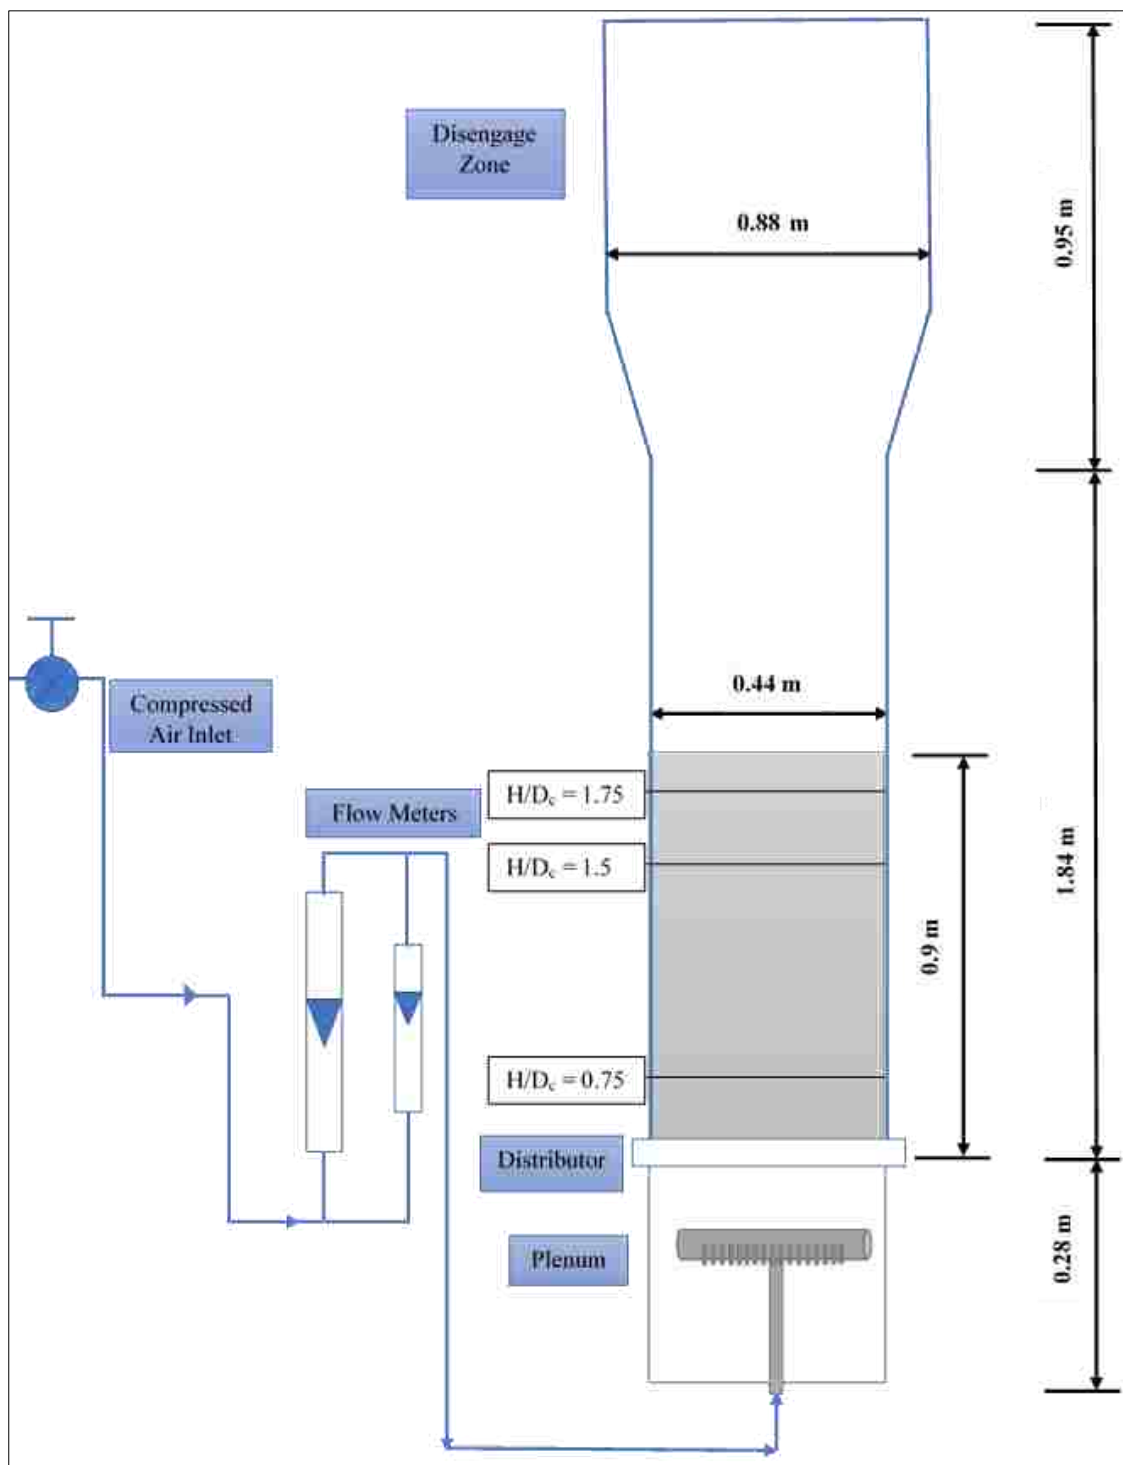 Disengage
Zone
0.88 m
0.95 m
0.44 m
Compressed
Air Inlet
H/Dc = 1.75
Flow Meters
H/Dc = 1.5
1.84 m
0.9 m
H/Dc = 0.75
Distributor
Plenum
0.28 m